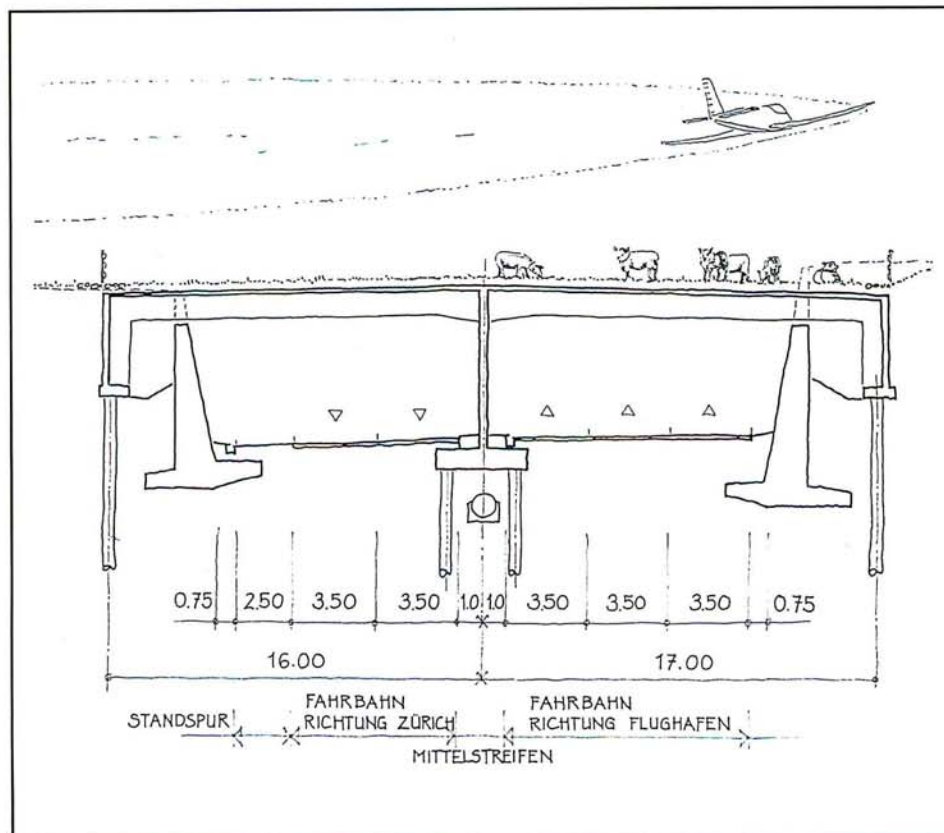 0.75 2.50 3.50 3.50 1.0 1.0 3.50 3.50 3.50 0.75
16.00 17.00
STANDSPUR
FAHRBAHN
RICHTUNG ZÜRICH
FAHRBAHN
RICHTUNG FLUGHAFEN
MITTELSTREIFEN